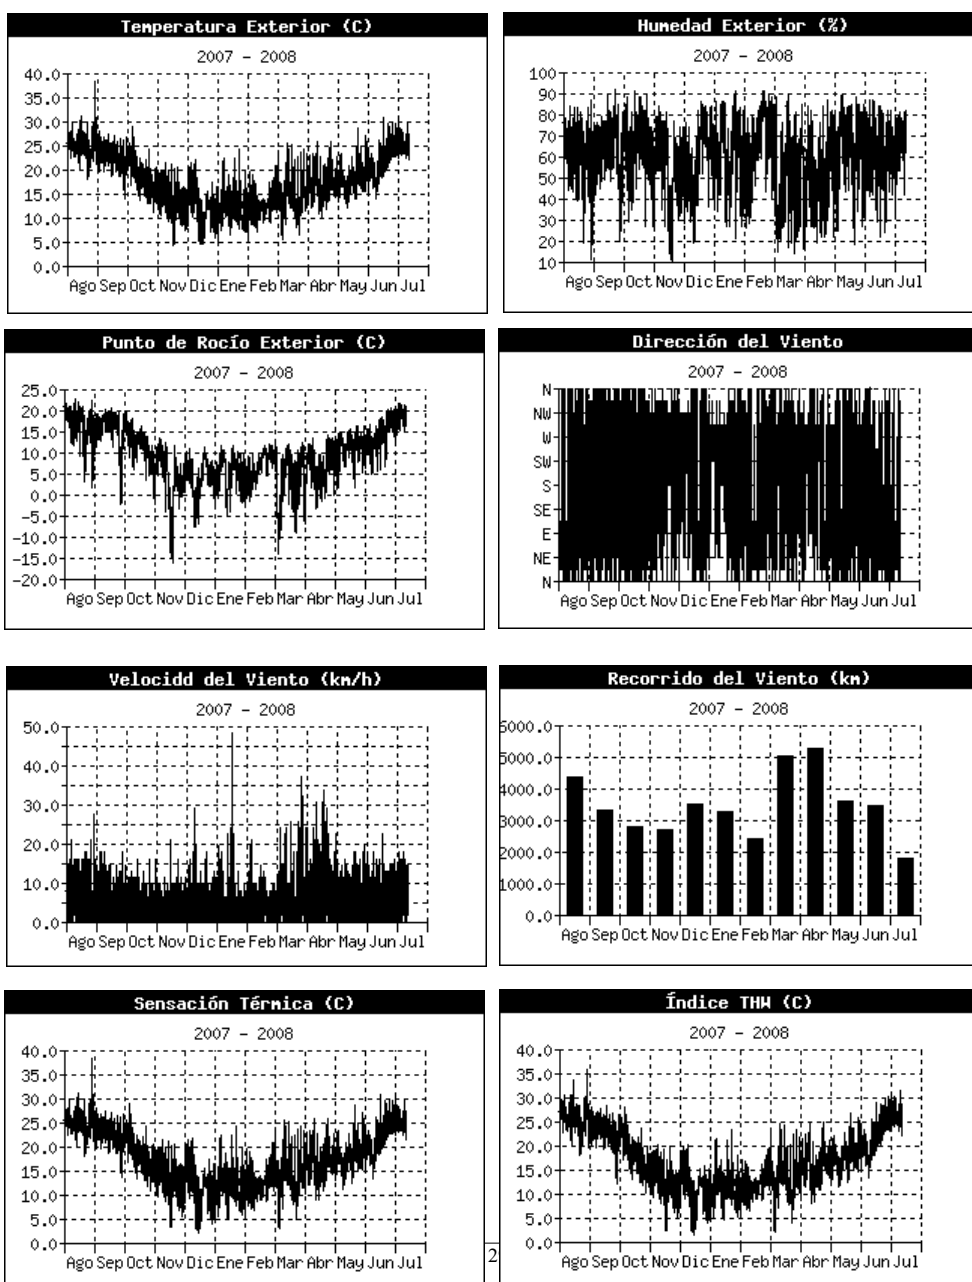 Temperatura Exterior (C)
2007 - 2008
40.0
35.0
30.0
25.0
20.0
15.0
10.0
5.0
0.0
Ago Sep Oct Nov Dic Ene Feb Mar Abr May Jun Jul
Humedad Exterior (%)
2007 - 2008
100
90
80
70
60
50
40
30
20
10
Ago Sep Oct Nov Dic Ene Feb Mar Abr May Jun Jul
Punto de Rocío Exterior (C)
2007 - 2008
25.0
20.0
15.0
10.0
5.0
0.0
-5.0
-10.0
-15.0
-20.0
Ago Sep Oct Nov Dic Ene Feb Mar Abr May Jun Jul
Dirección del Viento
2007 - 2008
N
NW
W
SW
S
SE
E
NE
N
Ago Sep Oct Nov Dic Ene Feb Mar Abr May Jun Jul
Velocidd del Viento (km/h)
2007 - 2008
50.0
40.0
30.0
20.0
10.0
0.0
Ago Sep Oct Nov Dic Ene Feb Mar Abr May Jun Jul
Recorrido del Viento (km)
2007 - 2008
6000.0
5000.0
4000.0
3000.0
2000.0
1000.0
0.0
Ago Sep Oct Nov Dic Ene Feb Mar Abr May Jun Jul
Sensación Térmica (C)
2007 - 2008
40.0
35.0
30.0
25.0
20.0
15.0
10.0
5.0
0.0
Ago Sep Oct Nov Dic Ene Feb Mar Abr May Jun Jul
2
Índice THW (C)
2007 - 2008
40.0
35.0
30.0
25.0
20.0
15.0
10.0
5.0
0.0
Ago Sep Oct Nov Dic Ene Feb Mar Abr May Jun Jul